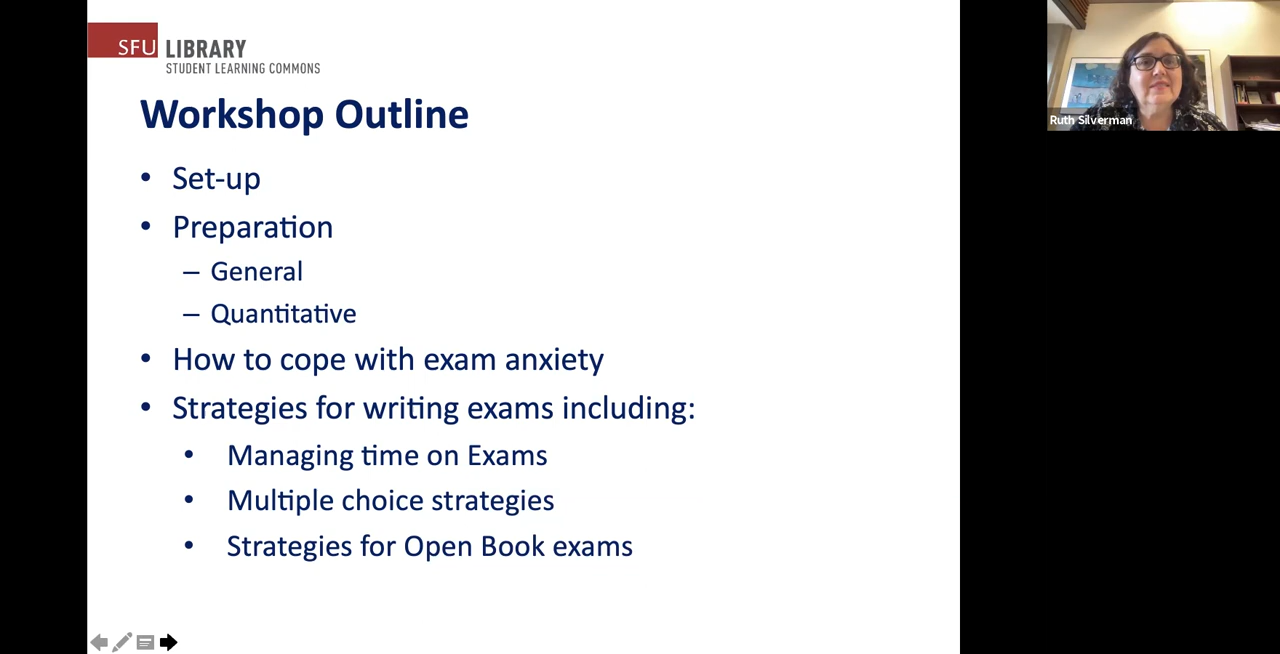 SFU LIBRARY
STUDENT LEARNING COMMONS
Workshop Outline
• Set-up
• Preparation
– General
– Quantitative
• How to cope with exam anxiety
• Strategies for writing exams including:
• Managing time on Exams
• Multiple choice strategies
• Strategies for Open Book exams
Ruth Silverman